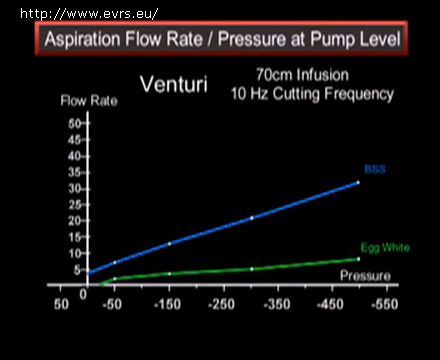 http://www.evrs.eu/
Aspiration Flow Rate / Pressure at Pump Level
Venturi
70cm Infusion
10 Hz Cutting Frequency
Flow Rate
50
45
40
35
30
25
20
15
10
5
0
BSS
Egg White
Pressure
50 -50 -150 -250 -350 -450 -550